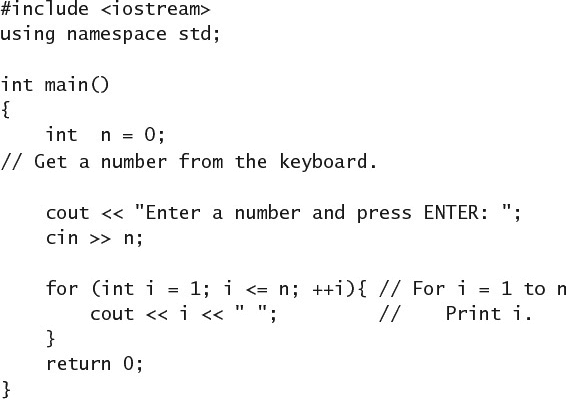 #include <iostream>
using namespace std;

int main()
{
    int  n = 0;
// Get a number from the keyboard.

    cout << "Enter a number and press ENTER: ";
    cin >> n;

    for (int i = 1; i <= n; ++i){ // For i = 1 to n
        cout << i << " ";         //    Print i.
    }
    return 0;
}